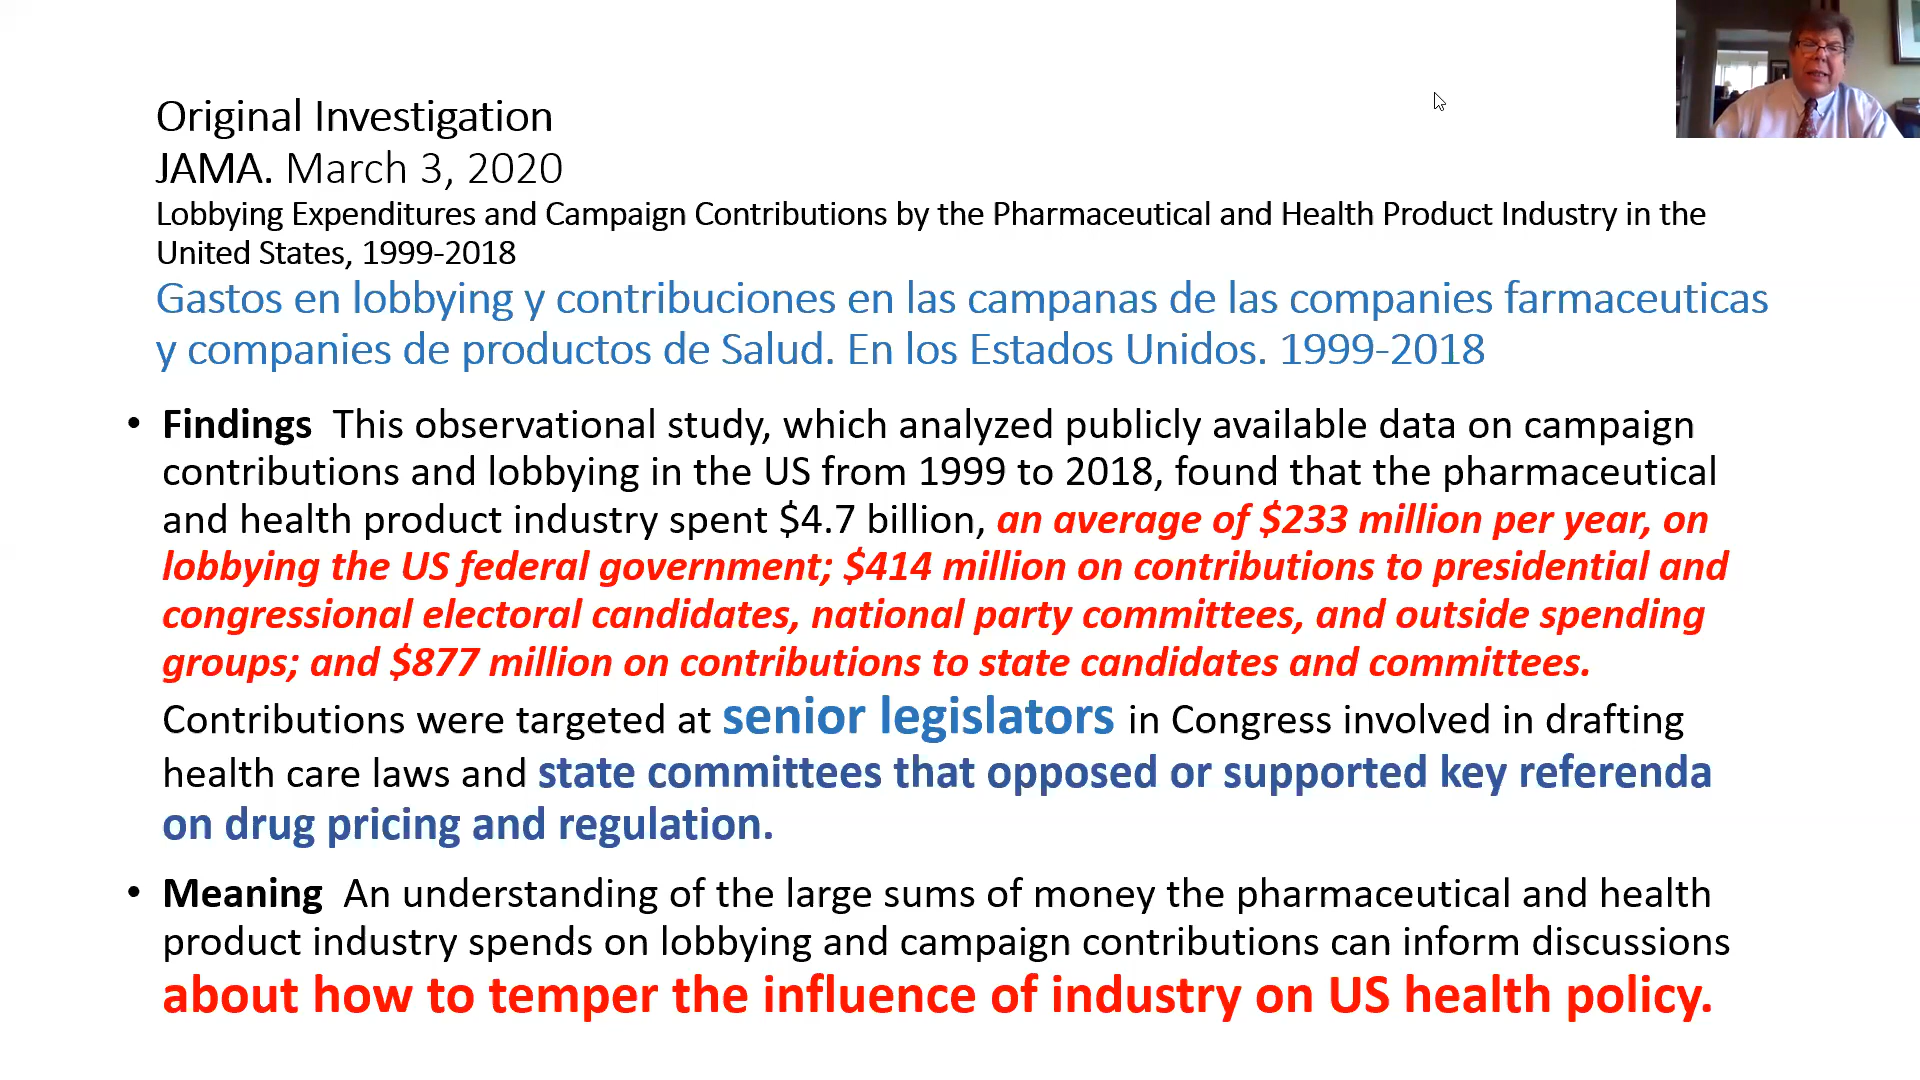 Original Investigation
JAMA. March 3, 2020
Lobbying Expenditures and Campaign Contributions by the Pharmaceutical and Health Product Industry in the
United States, 1999-2018
Gastos en lobbying y contribuciones en las campanas de las companies farmaceuticas
y companies de productos de Salud. En los Estados Unidos. 1999-2018
• Findings This observational study, which analyzed publicly available data on campaign
contributions and lobbying in the US from 1999 to 2018, found that the pharmaceutical
and health product industry spent $4.7 billion, an average of $233 million per year, on
lobbying the US federal government; $414 million on contributions to presidential and
congressional electoral candidates, national party committees, and outside spending
groups; and $877 million on contributions to state candidates and committees.
Contributions were targeted at senior legislators in Congress involved in drafting
health care laws and state committees that opposed or supported key referenda
on drug pricing and regulation.
• Meaning An understanding of the large sums of money the pharmaceutical and health
product industry spends on lobbying and campaign contributions can inform discussions
about how to temper the influence of industry on US health policy.